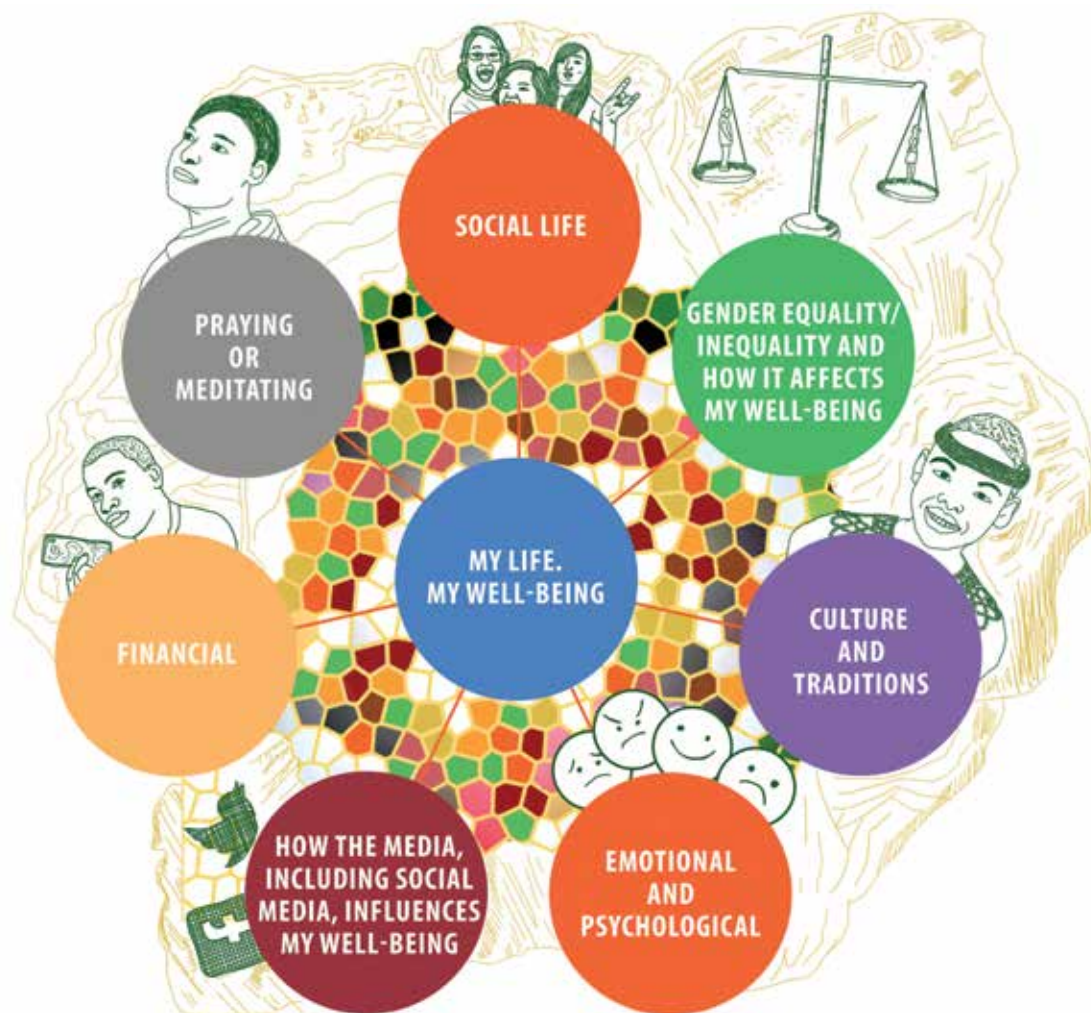 SOCIAL LIFE
GENDER EQUALITY/
INEQUALITY AND
HOW IT AFFECTS
MY WELL-BEING
PRAYING
OR
MEDITATING
MY LIFE.
MY WELL-BEING
CULTURE
AND
TRADITIONS
FINANCIAL
HOW THE MEDIA,
INCLUDING SOCIAL
MEDIA, INFLUENCES
MY WELL-BEING
EMOTIONAL
AND
PSYCHOLOGICAL
f